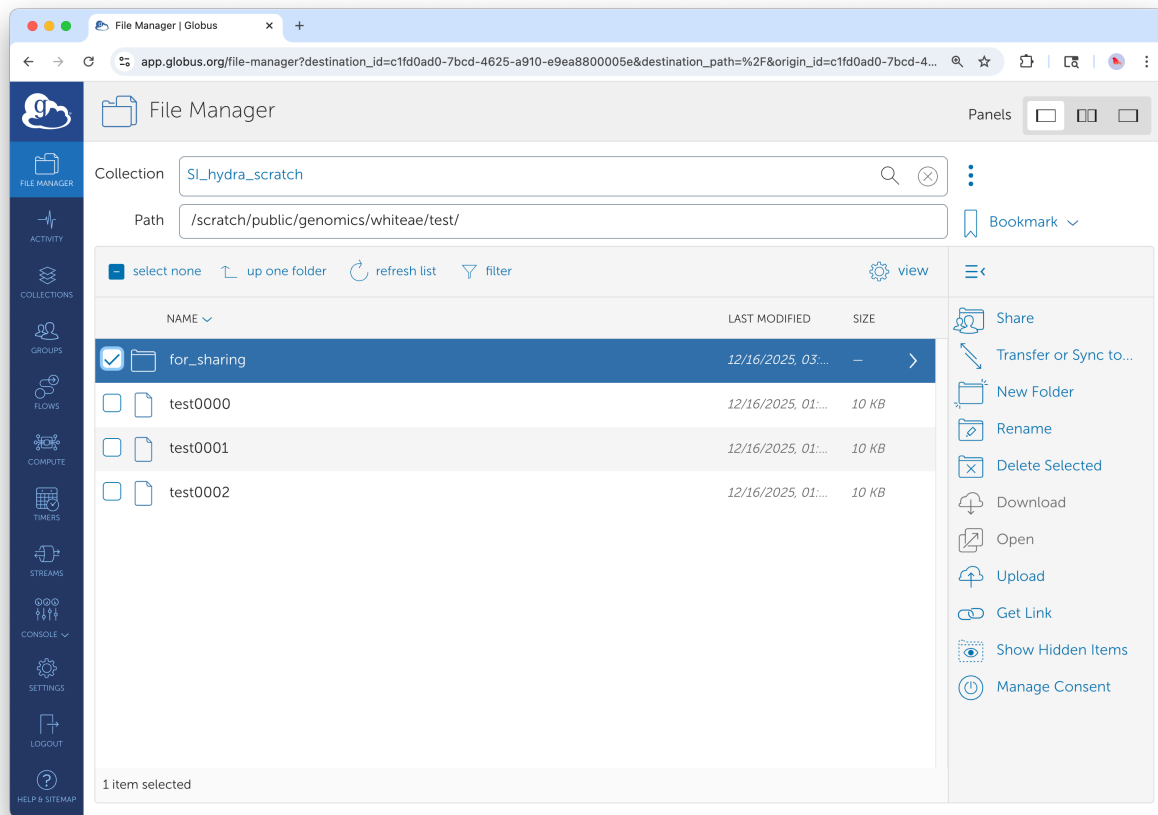 File Manager | Globus
app.globus.org/file-manager?destination_id=c1fd0ad0-7bcd-4625-a910-e9ea8800005e&destination_path=%2F&origin_id=c1fd0ad0-7bcd-4...
g
File Manager
Panels
FILE MANAGER
ACTIVITY
COLLECTIONS
GROUPS
FLOWS
COMPUTE
TIMERS
STREAMS
CONSOLE
SETTINGS
LOGOUT
HELP & SITEMAP
Collection SI_hydra_scratch
Path /scratch/public/genomics/whiteae/test/
Bookmark
select none up one folder refresh list filter view
NAME LAST MODIFIED SIZE
for_sharing 12/16/2025, 03:... —
test0000 12/16/2025, 01:... 10 KB
test0001 12/16/2025, 01:... 10 KB
test0002 12/16/2025, 01:... 10 KB
1 item selected
Share
Transfer or Sync to...
New Folder
Rename
Delete Selected
Download
Open
Upload
Get Link
Show Hidden Items
Manage Consent